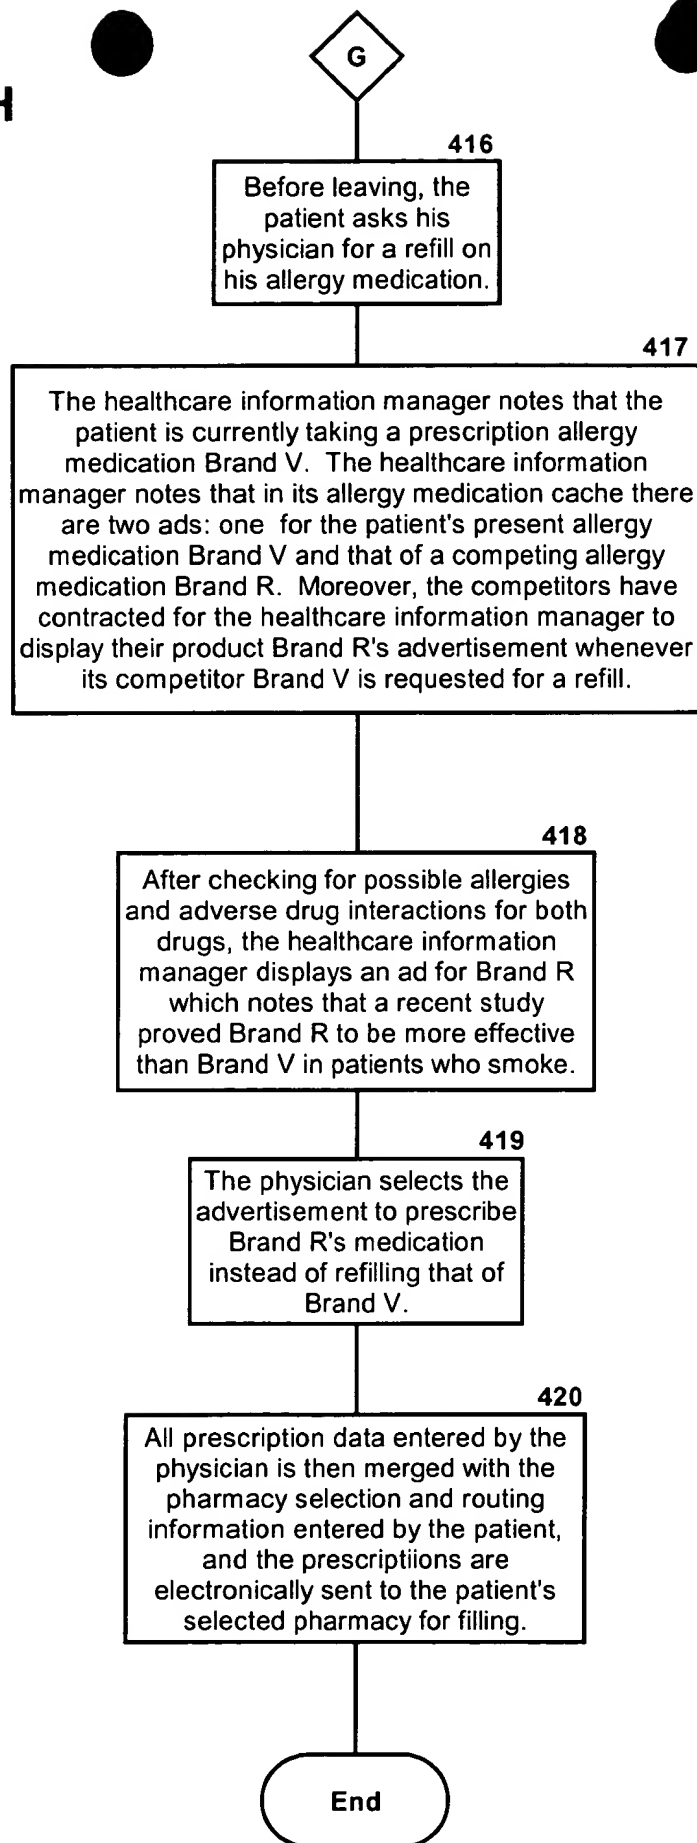 G
H
416
Before leaving, the
patient asks his
physician for a refill on
his allergy medication.
417
The healthcare information manager notes that the
patient is currently taking a prescription allergy
medication Brand V. The healthcare information
manager notes that in its allergy medication cache there
are two ads: one for the patient's present allergy
medication Brand V and that of a competing allergy
medication Brand R. Moreover, the competitors have
contracted for the healthcare information manager to
display their product Brand R's advertisement whenever
its competitor Brand V is requested for a refill.
418
After checking for possible allergies
and adverse drug interactions for both
drugs, the healthcare information
manager displays an ad for Brand R
which notes that a recent study
proved Brand R to be more effective
than Brand V in patients who smoke.
419
The physician selects the
advertisement to prescribe
Brand R's medication
instead of refilling that of
Brand V.
420
All prescription data entered by the
physician is then merged with the
pharmacy selection and routing
information entered by the patient,
and the prescriptiions are
electronically sent to the patient's
selected pharmacy for filling.
End